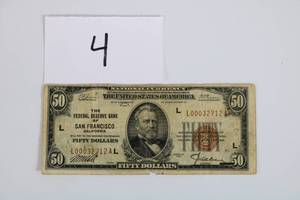 4
NATIONAL CURRENCY
THE UNITED STATES OF AMERICA
50
50
THE
FEDERAL RESERVE BANK
OF
SAN FRANCISCO
CALIFORNIA
L
L
L00032712A
L00032712A
L
L
50
50
FIFTY DOLLARS
FIFTY DOLLARS